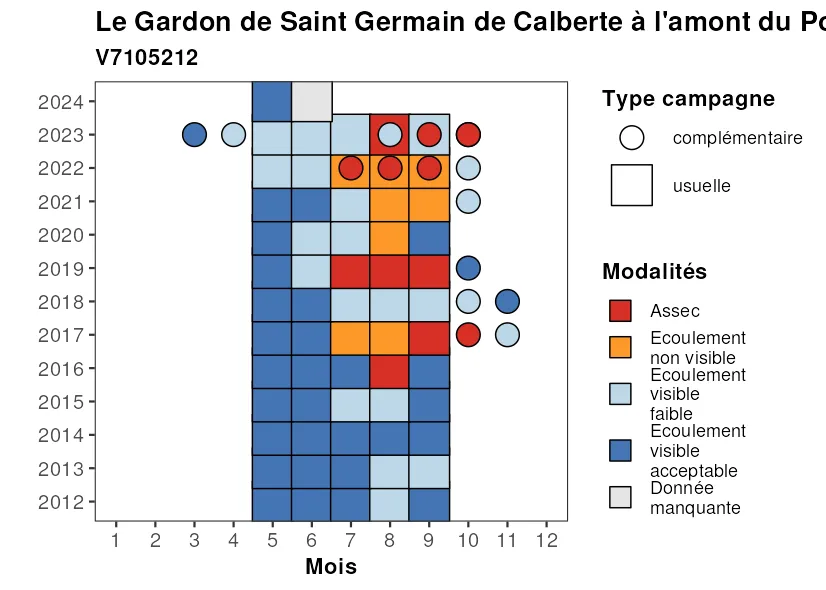 Le Gardon de Saint Germain de Calberte à l'amont du
V7105212
2024
2023
2022
2021
2020
2019
2018
2017
2016
2015
2014
2013
2012
1 2 3 4 5 6 7 8 9 10 11 12
Mois
Type campagne
complémentaire
usuelle
Modalités
Assec
Ecoulement
non visible
Ecoulement
visible
faible
Ecoulement
visible
acceptable
Donnée
manquante